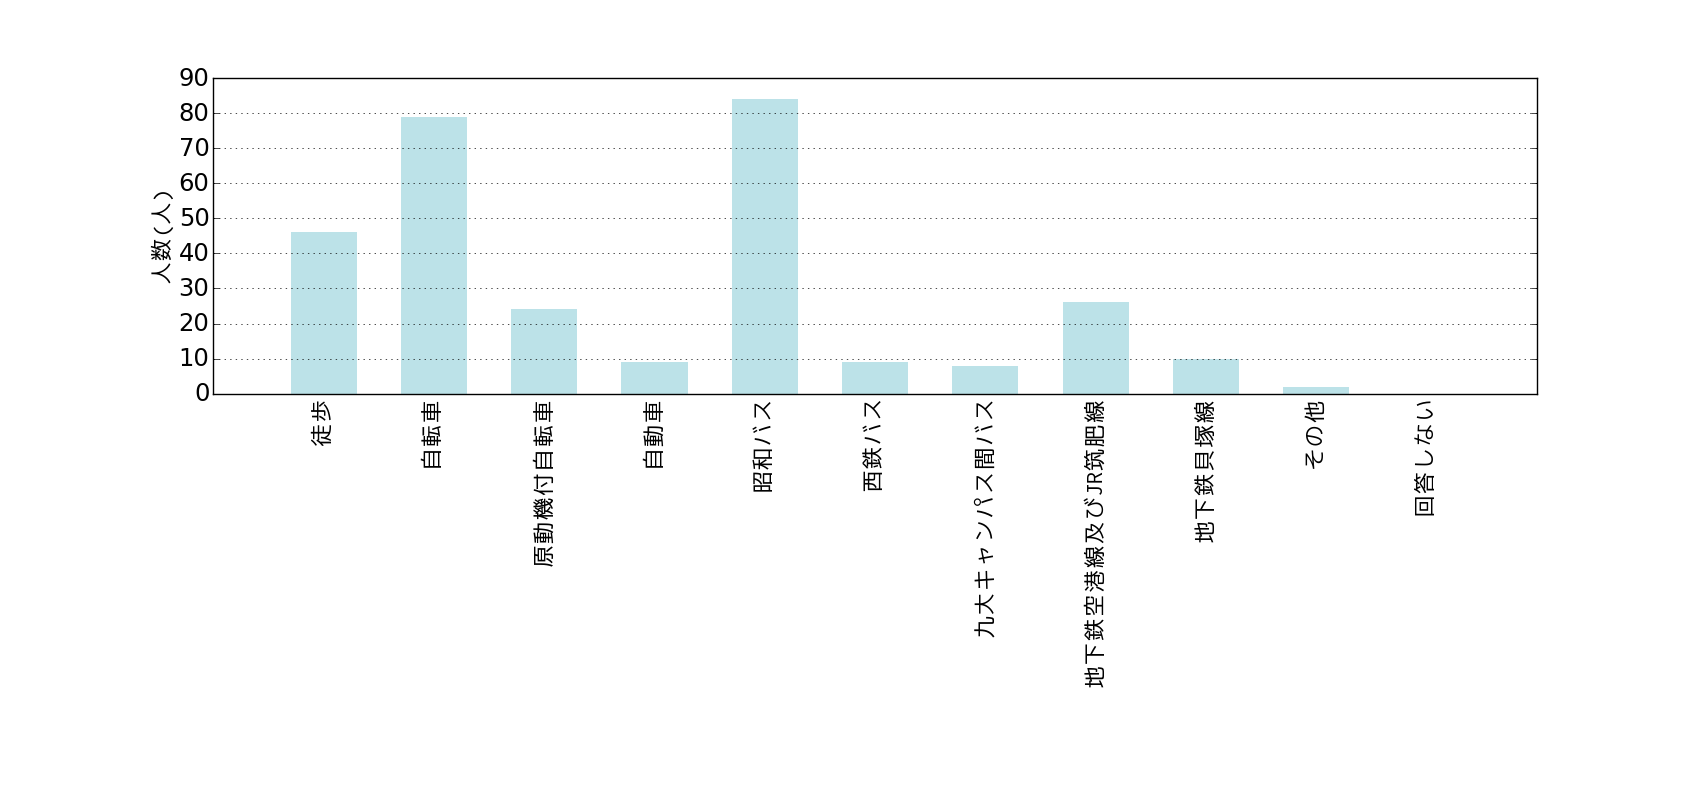 90
80
70
60
50
40
30
20
10
0
人数(人)
徒歩
自転車
原動機付自転車
自動車
昭和バス
西鉄バス
九大キャンパス間バス
地下鉄空港線及びJR筑肥線
地下鉄貝塚線
その他
回答しない